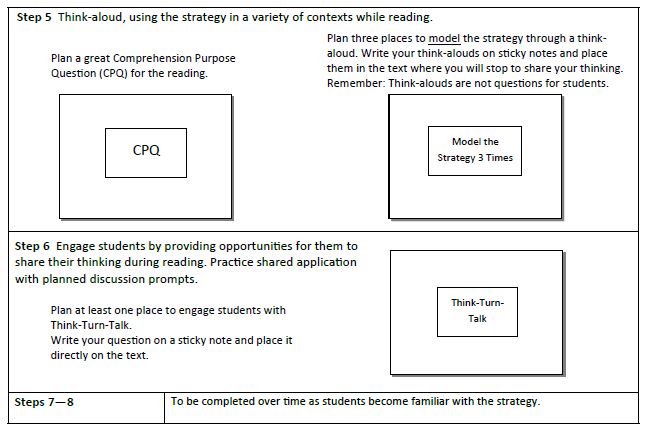 Step 5 Think-aloud, using the strategy in a variety of contexts while reading.
Plan a great Comprehension Purpose
Question (CPQ) for the reading.
CPQ
Plan three places to model the strategy through a think-
aloud. Write your think-alouds on sticky notes and place
them in the text where you will stop to share your thinking.
Remember: Think-alouds are not questions for students.
Model the
Strategy 3 Times
Step 6 Engage students by providing opportunities for them to
share their thinking during reading. Practice shared application
with planned discussion prompts.
Plan at least one place to engage students with
Think-Turn-Talk.
Write your question on a sticky note and place it
directly on the text.
Think-Turn-
Talk
Steps 7—8
To be completed over time as students become familiar with the strategy.